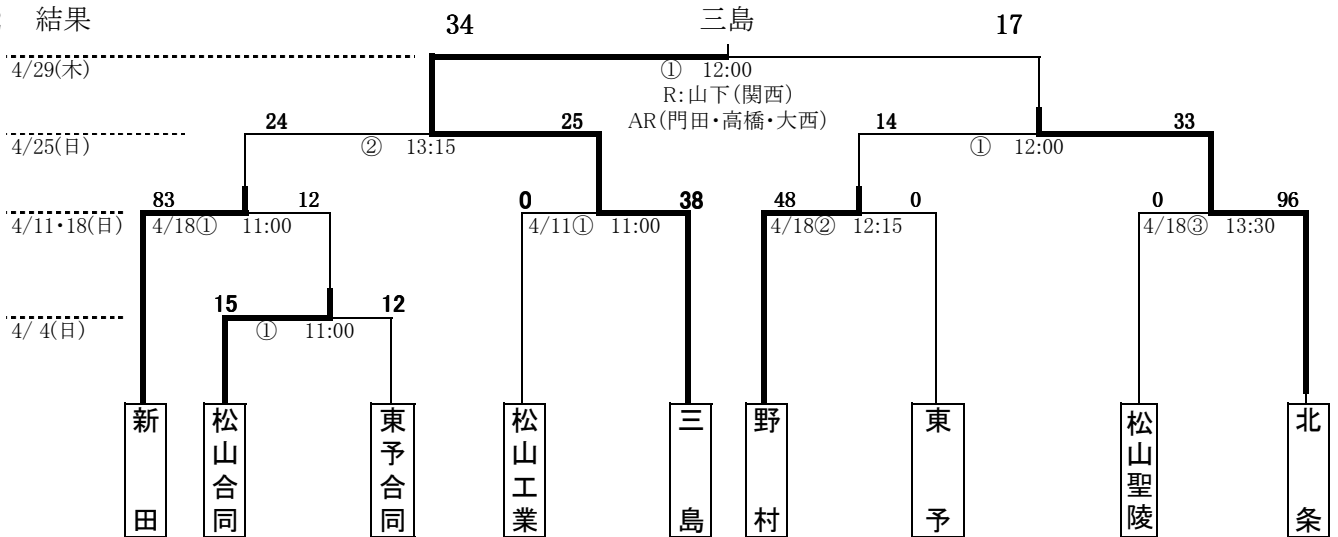 結果
34 三島 17
4/29(木)
① 12:00
R:山下(関西)
AR(門田・高橋・大西)
24 25 14 33
4/25(日)
② 13:15 ① 12:00
83 12 0 38 48 0 0 96
4/11・18(日) 4/18① 11:00 4/11① 11:00 4/18② 12:15 4/18③ 13:30
15 12
4/ 4(日) ① 11:00
新田
松山合同
東予合同
松山工業
三島
野村
東予
松山聖陵
北条